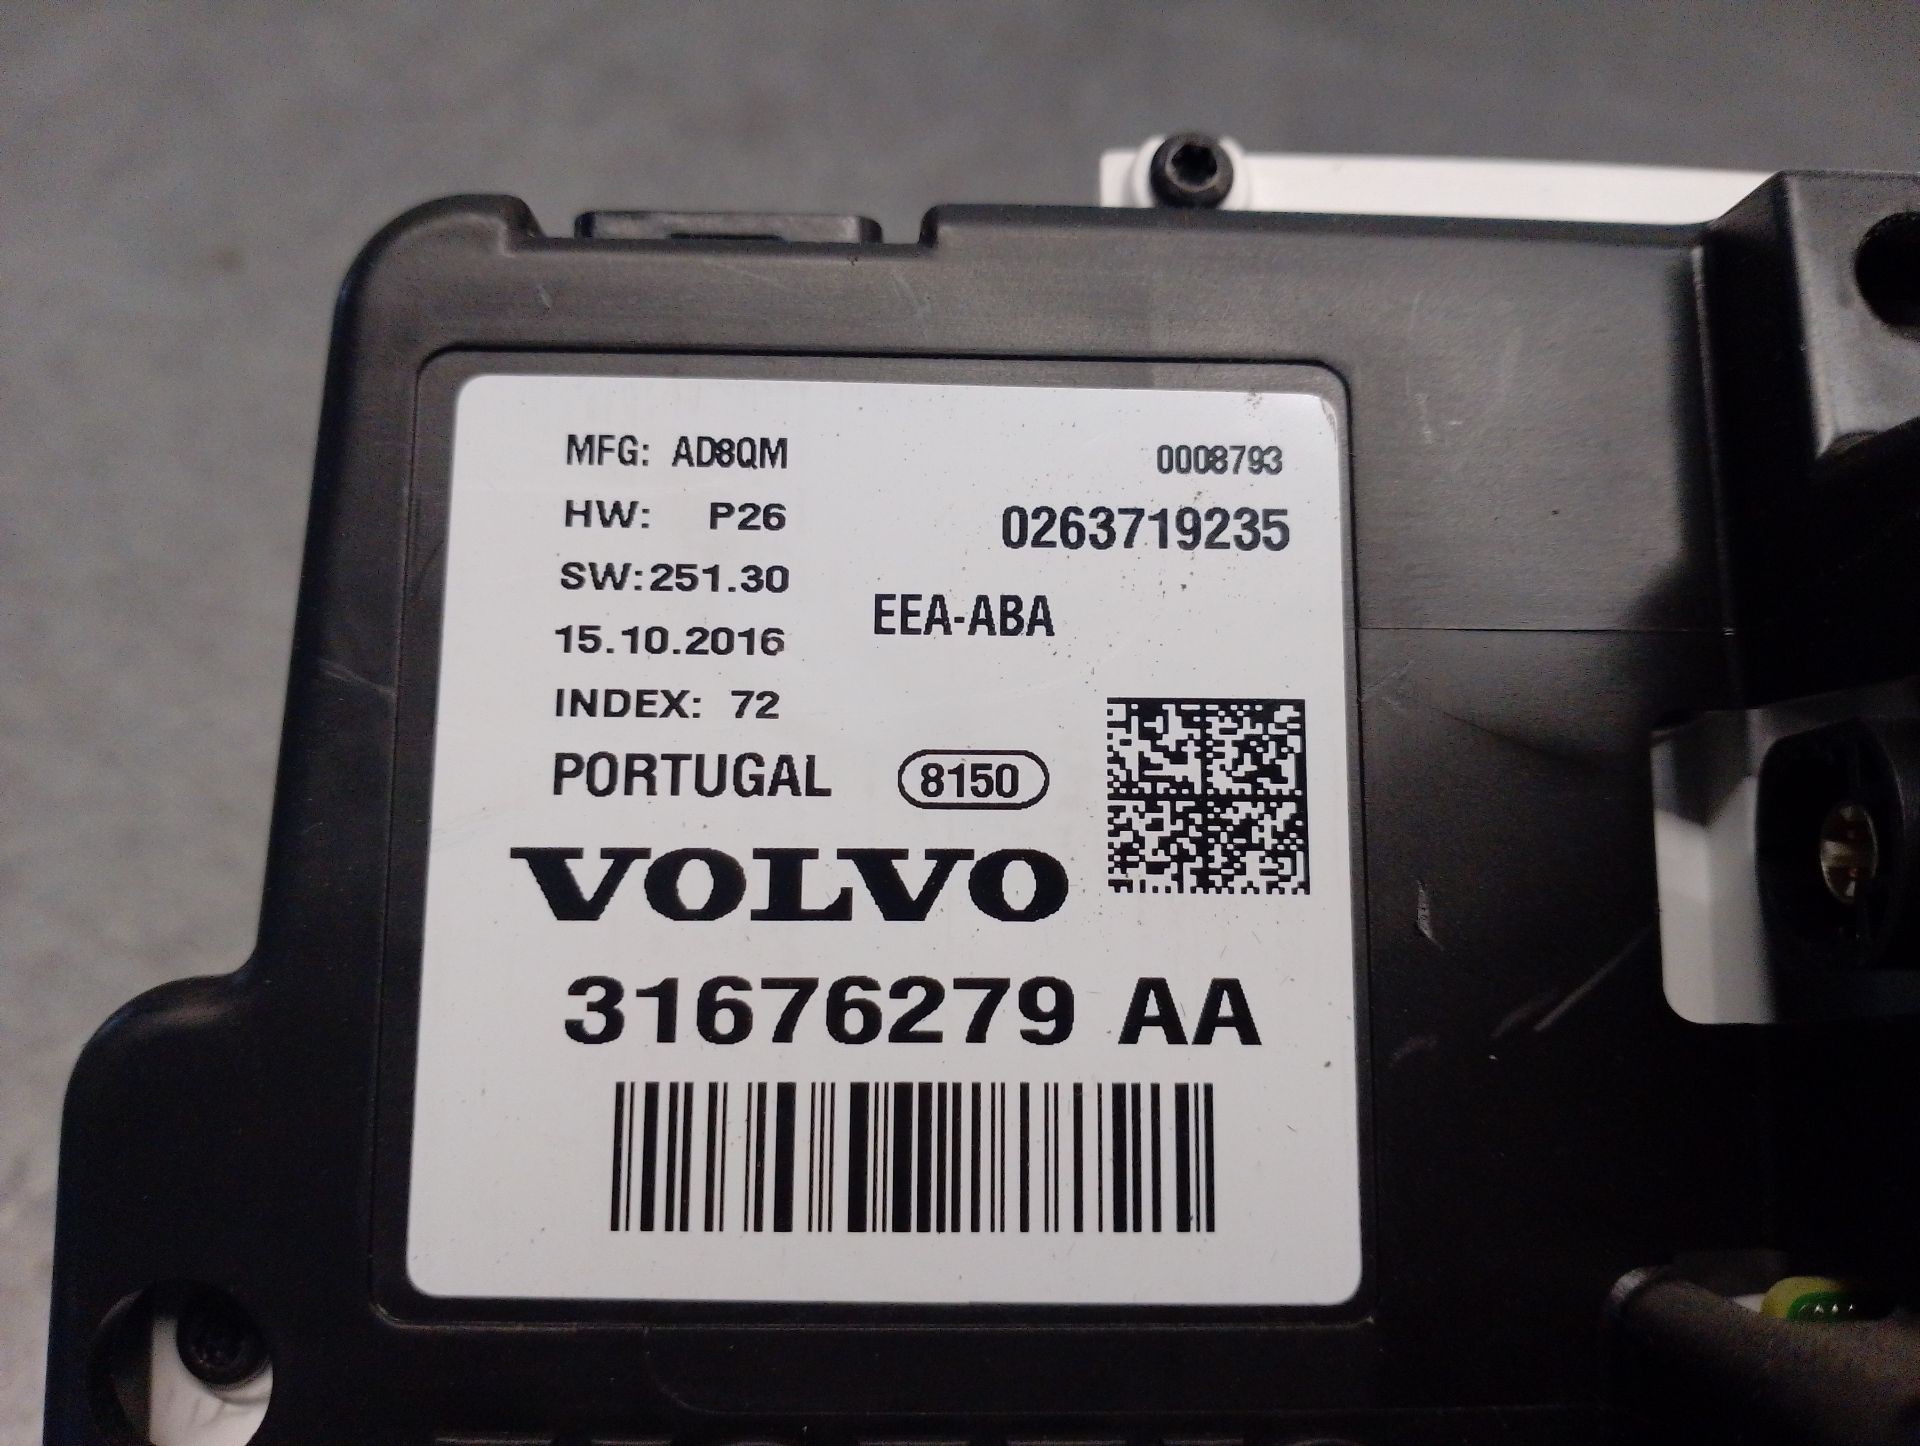 MFG: AD8QM
0008793
HW: P26
0263719235
SW:251.30
EEA-ABA
15.10.2016
INDEX: 72
PORTUGAL
8150
VOLVO
31676279 AA